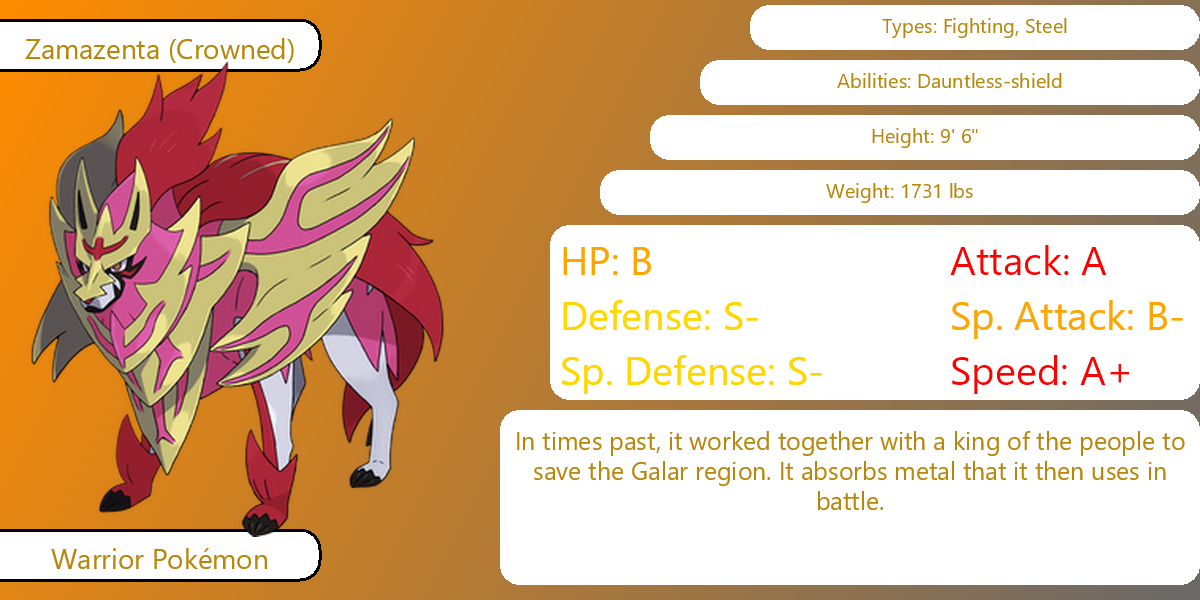 Zamazenta (Crowned)
Types: Fighting, Steel
Abilities: Dauntless-shield
Height: 9' 6"
Weight: 1731 lbs
HP: B
Attack: A
Defense: S-
Sp. Attack: B-
Sp. Defense: S-
Speed: A+
In times past, it worked together with a king of the people to
save the Galar region. It absorbs metal that it then uses in
battle.
Warrior Pokémon